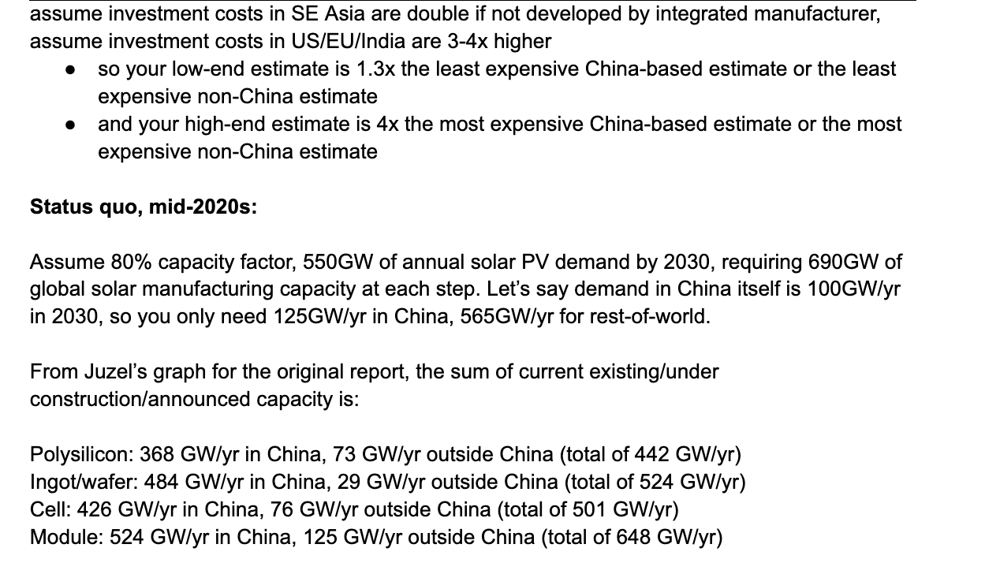 assume investment costs in SE Asia are double if not developed by integrated manufacturer,
assume investment costs in US/EU/India are 3-4x higher
● so your low-end estimate is 1.3x the least expensive China-based estimate or the least
expensive non-China estimate
● and your high-end estimate is 4x the most expensive China-based estimate or the most
expensive non-China estimate
Status quo, mid-2020s:
Assume 80% capacity factor, 550GW of annual solar PV demand by 2030, requiring 690GW of
global solar manufacturing capacity at each step. Let’s say demand in China itself is 100GW/yr
in 2030, so you only need 125GW/yr in China, 565GW/yr for rest-of-world.
From Juzel’s graph for the original report, the sum of current existing/under
construction/announced capacity is:
Polysilicon: 368 GW/yr in China, 73 GW/yr outside China (total of 442 GW/yr)
Ingot/wafer: 484 GW/yr in China, 29 GW/yr outside China (total of 524 GW/yr)
Cell: 426 GW/yr in China, 76 GW/yr outside China (total of 501 GW/yr)
Module: 524 GW/yr in China, 125 GW/yr outside China (total of 648 GW/yr)